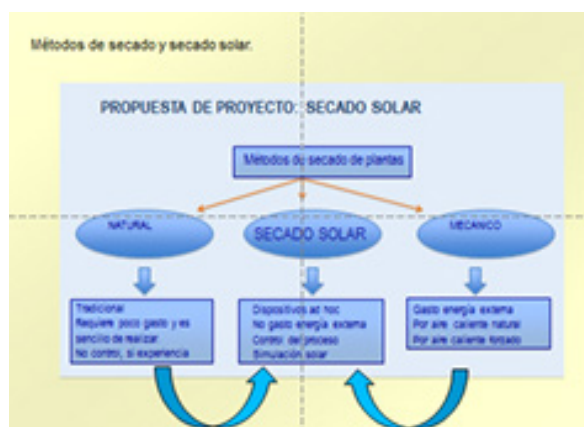 Métodos de secado y secado solar.
PROPUESTA DE PROYECTO: SECADO SOLAR
Métodos de secado de plantas
NATURAL
SECADO SOLAR
MECÁNICO
Tradicional
Requiere poco gasto y es
sencillo de realizar.
No control, si experiencia
Dispositivos ad hoc
No gasto energía externa
Control del proceso
Simulación solar
Gasto energía externa
Por aire caliente natural
Por aire caliente forzado